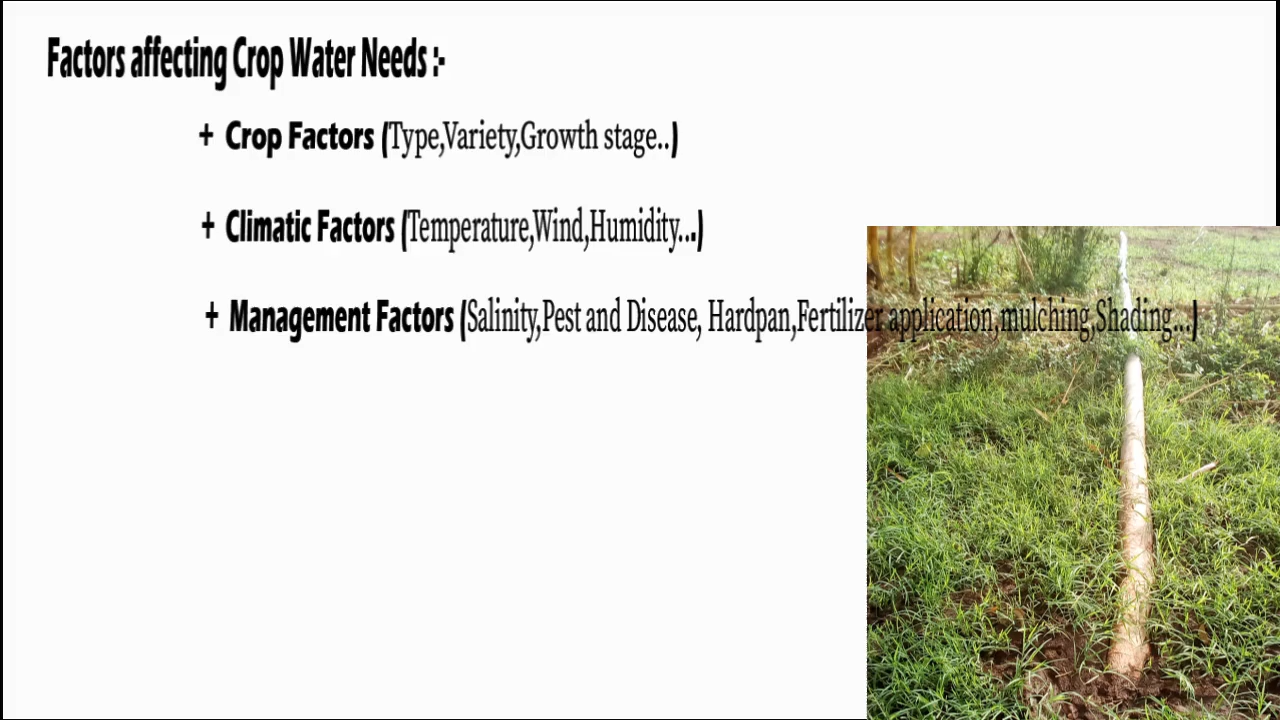 Factors affecting Crop Water Needs :-
+ Crop Factors (Type,Variety,Growth stage..)
+ Climatic Factors (Temperature,Wind,Humidity...)
+ Management Factors (Salinity,Pest and Disease, Hardpan,Fertilizer application,mulching,Shading...)